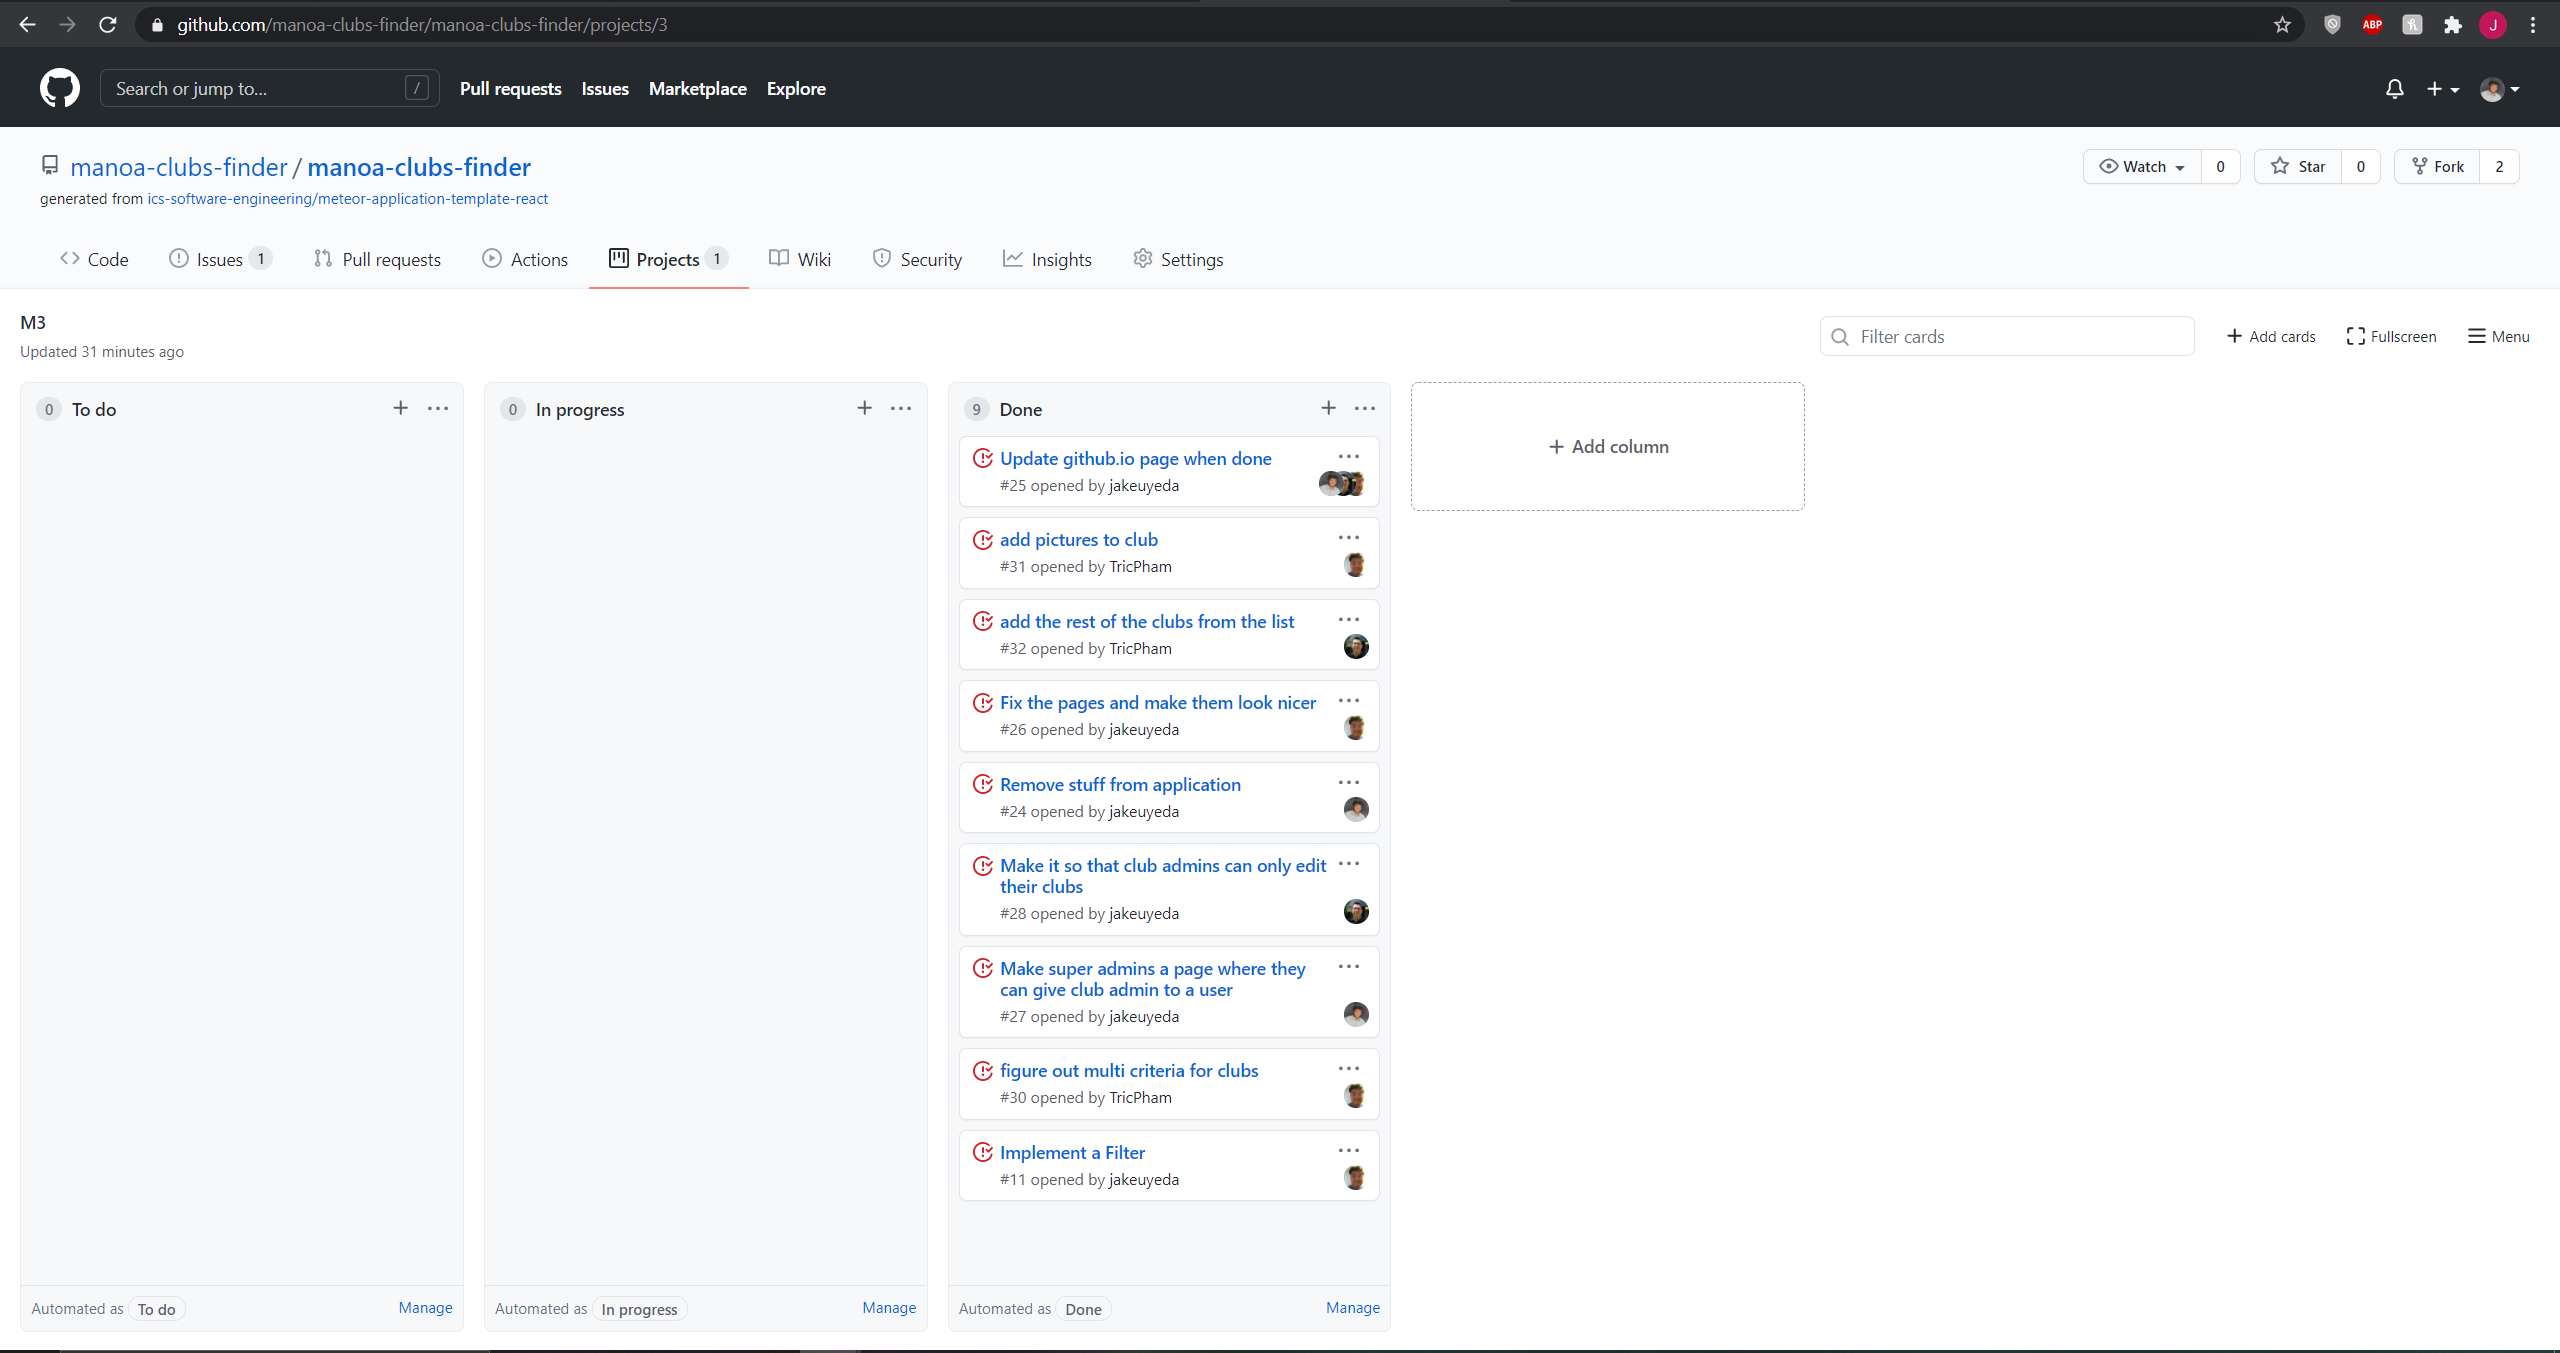 github.com/manoa-clubs-finder/manoa-clubs-finder/projects/3
ABP
J
Search or jump to...
/
Pull requests
Issues
Marketplace
Explore
manoa-clubs-finder / manoa-clubs-finder
Watch 0
Star 0
Fork 2
generated from ics-software-engineering/meteor-application-template-react
Code
Issues 1
Pull requests
Actions
Projects 1
Wiki
Security
Insights
Settings
M3
Updated 31 minutes ago
Filter cards
Add cards
Fullscreen
Menu
0 To do
Automated as To do
Manage
0 In progress
Automated as In progress
Manage
9 Done
Update github.io page when done
#25 opened by jakeuyeda
add pictures to club
#31 opened by TricPham
add the rest of the clubs from the list
#32 opened by TricPham
Fix the pages and make them look nicer
#26 opened by jakeuyeda
Remove stuff from application
#24 opened by jakeuyeda
Make it so that club admins can only edit
their clubs
#28 opened by jakeuyeda
Make super admins a page where they
can give club admin to a user
#27 opened by jakeuyeda
figure out multi criteria for clubs
#30 opened by TricPham
Implement a Filter
#11 opened by jakeuyeda
Automated as Done
Manage
+ Add column